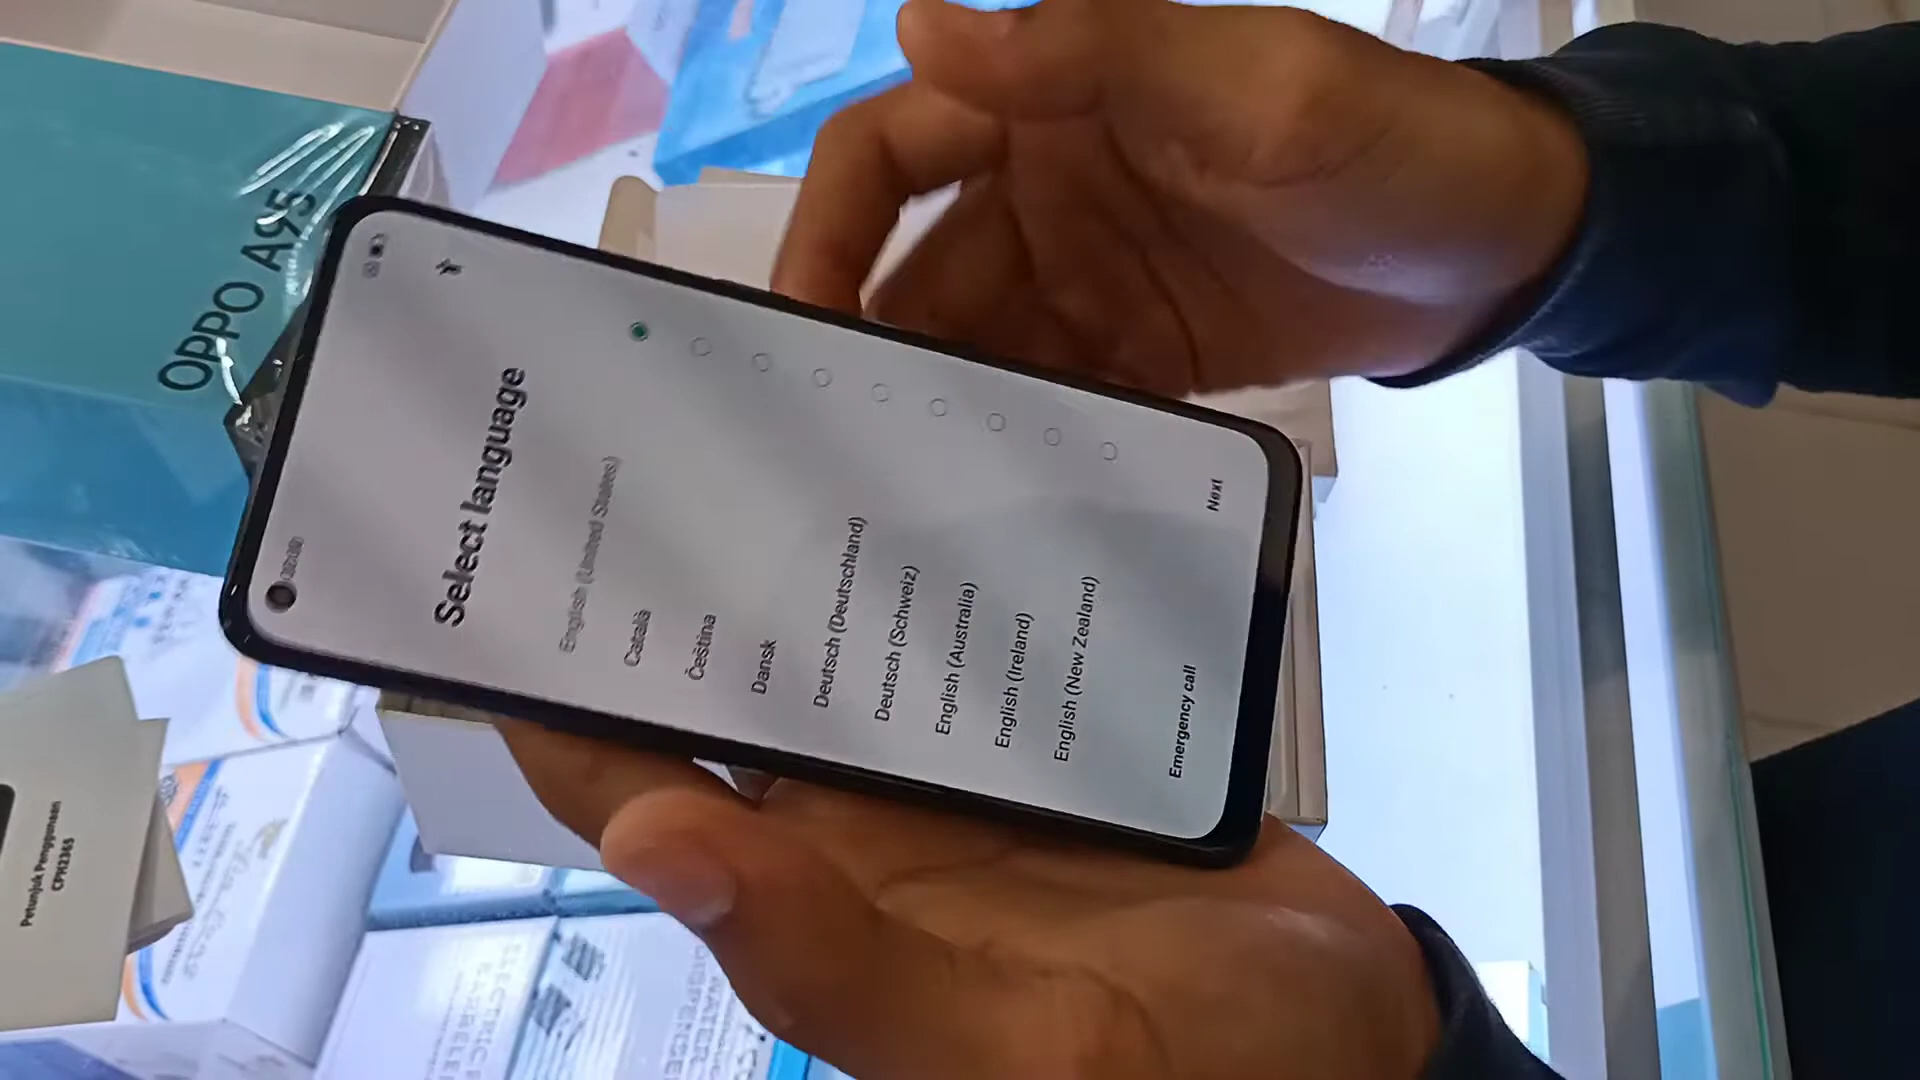 OPPO A95
Select language
English (United States)
Català
Čeština
Dansk
Deutsch (Deutschland)
Deutsch (Schweiz)
English (Australia)
English (Ireland)
English (New Zealand)
Emergency call
Next
Petunjuk Penggunaan
CPH2365
WATER